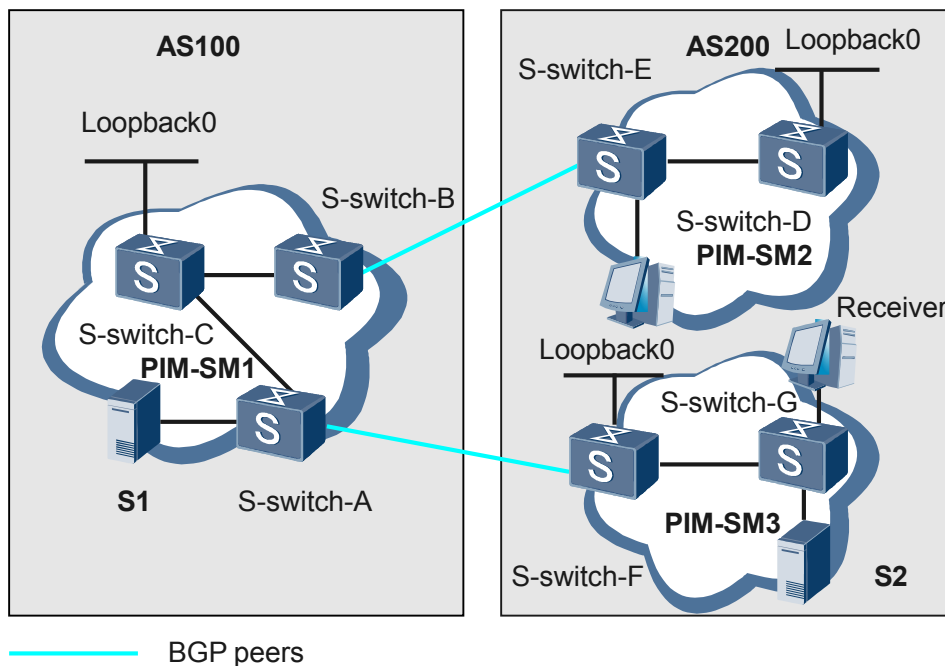 AS100
Loopback0
S-switch-B
S
S
S-switch-C
PIM-SM1
S
S1
S-switch-A
AS200
Loopback0
S-switch-E
S
S
S-switch-D
PIM-SM2
Receiver
Loopback0
S-switch-G
S
S
PIM-SM3
S-switch-F
S2
BGP peers